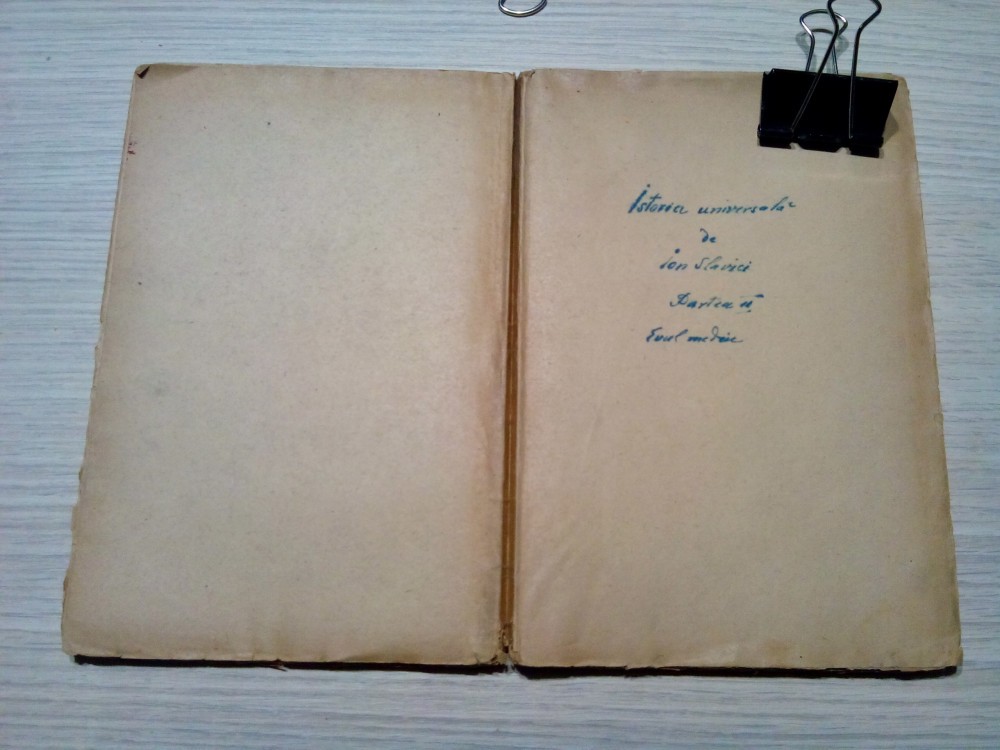 Istoria universală
de
Ion Slavici
Partea II
Evul mediu